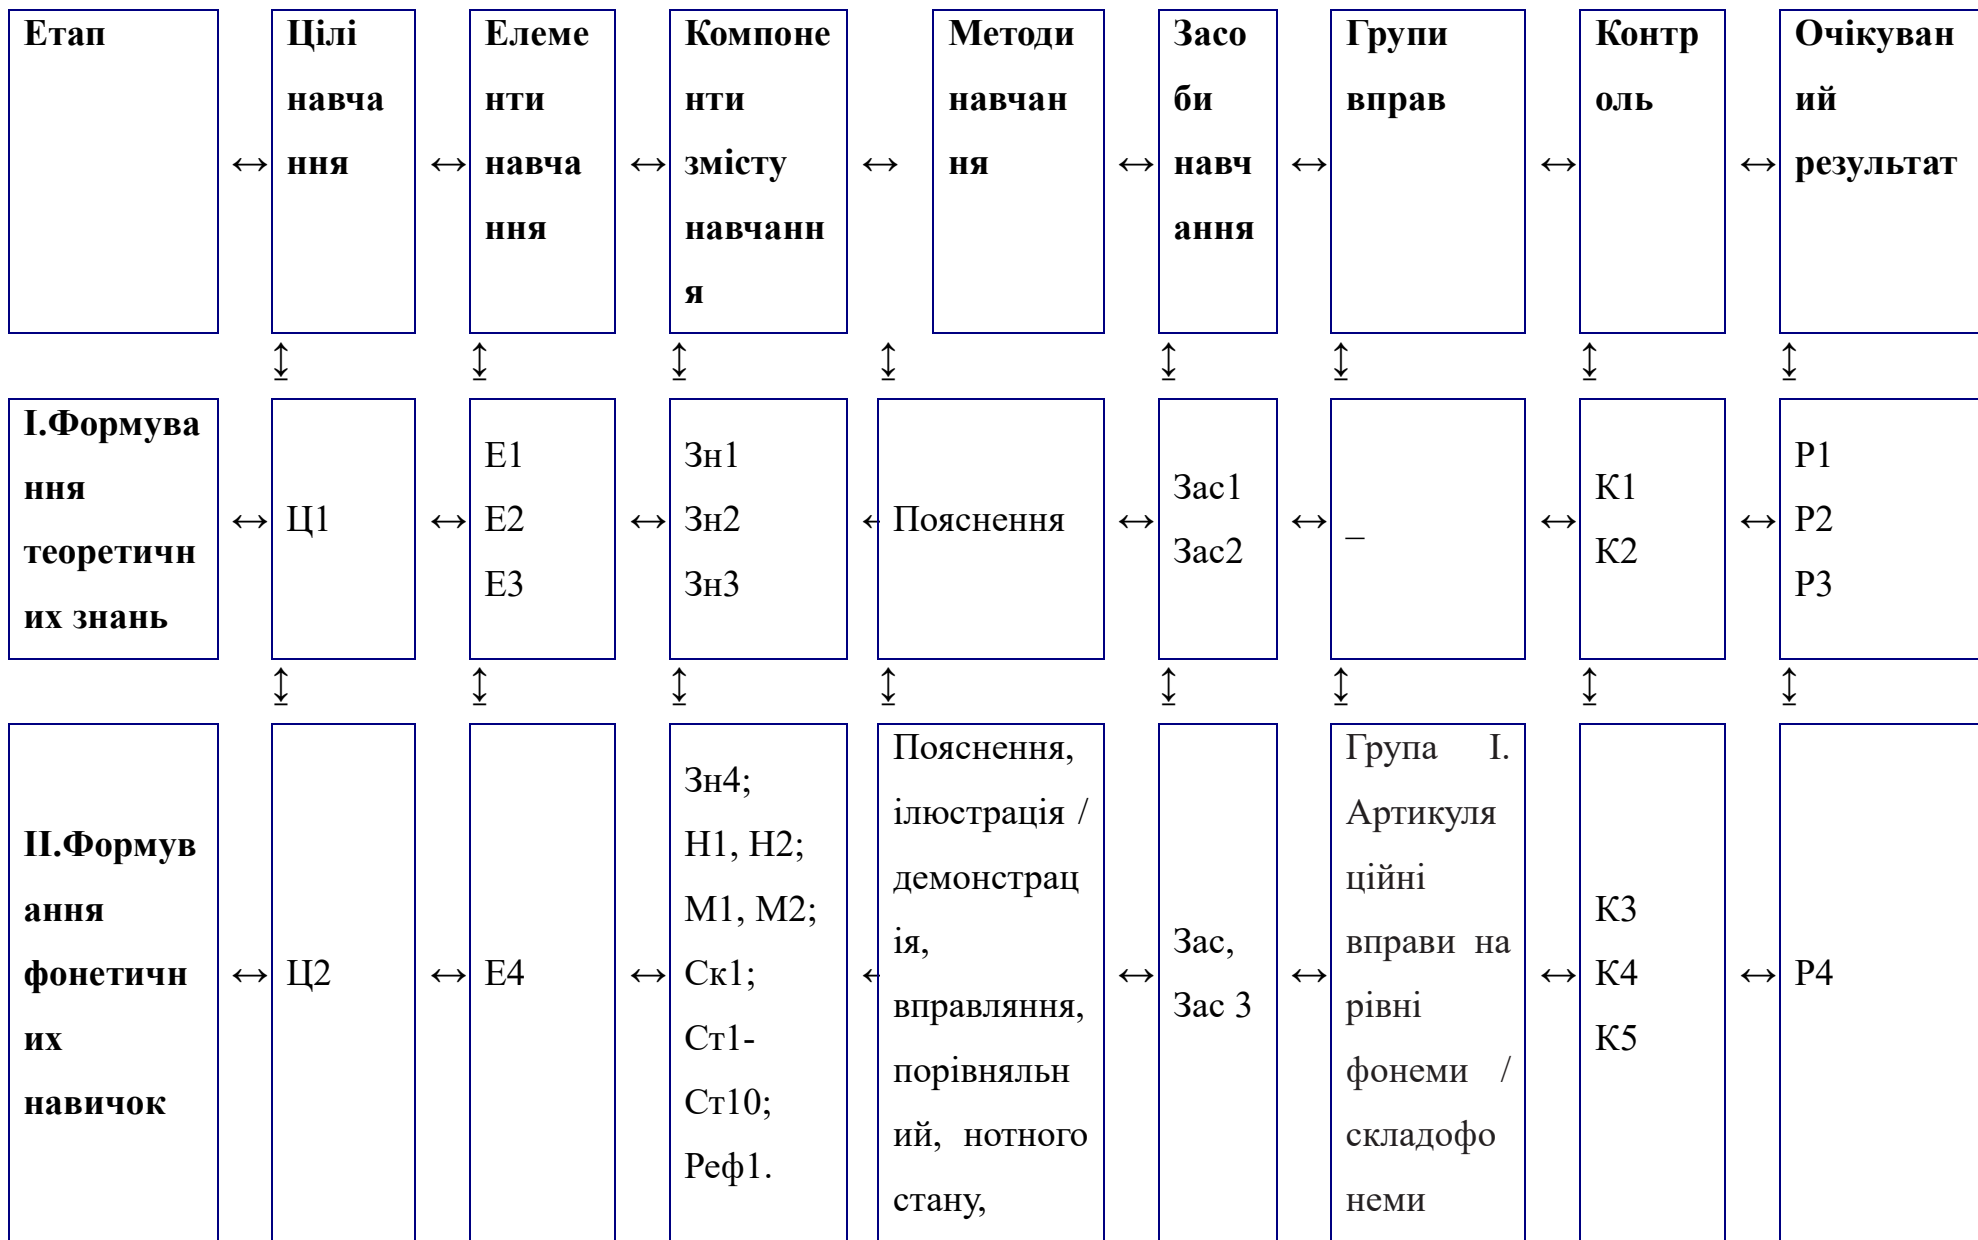 Етап
Цілі
навча
ння
Елеме
нти
навча
ння
Компоне
нти
змісту
навчанн
я
Методи
навчан
ня
Засо
би
навч
ання
Групи
вправ
Контр
оль
Очікуван
ий
результат
↔ ↔ ↔ ↔ ↔ ↔ ↔ ↔
↨ ↨ ↨ ↨ ↨ ↨ ↨ ↨
І.Формува
ння
теоретичн
их знань
↔
Ц1
↔
Е1
Е2
Е3
↔
Зн1
Зн2
Зн3
←
Пояснення
↔
Зас1
Зас2
↔
_
↔
К1
К2
↔
Р1
Р2
Р3
↨ ↨ ↨ ↨ ↨ ↨ ↨ ↨
ІІ.Формув
ання
фонетичн
их
навичок
↔
Ц2
↔
Е4
↔
Зн4;
Н1, Н2;
М1, М2;
Ск1;
Ст1-
Ст10;
Реф1.
←
Пояснення,
ілюстрація /
демонстрац
ія,
вправляння,
порівняльн
ий, нотного
стану,
↔
Зас,
Зас 3
↔
Група І.
Артикуля
ційні
вправи на
рівні
фонеми /
складофо
неми
↔
К3
К4
К5
↔
Р4